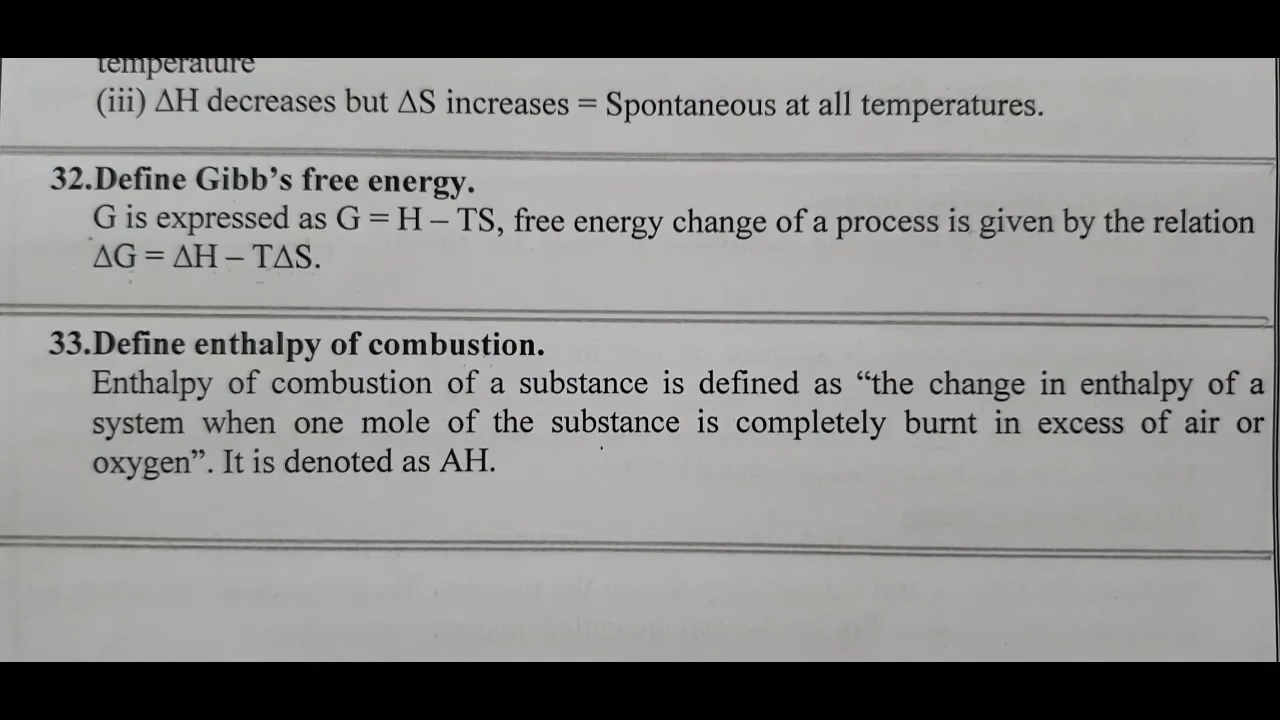 temperature
(iii) ΔH decreases but ΔS increases = Spontaneous at all temperatures.
32.Define Gibb’s free energy.
G is expressed as G = H – TS, free energy change of a process is given by the relation
ΔG = ΔH – TΔS.
33.Define enthalpy of combustion.
Enthalpy of combustion of a substance is defined as “the change in enthalpy of a
system when one mole of the substance is completely burnt in excess of air or
oxygen”. It is denoted as AH.